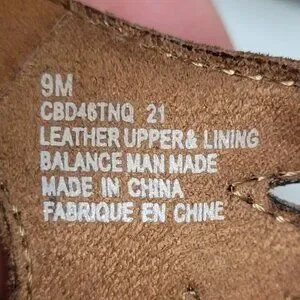 9M
CBD46TNQ 21
LEATHER UPPER & LINING
BALANCE MAN MADE
MADE IN CHINA
FABRIQUE EN CHINE